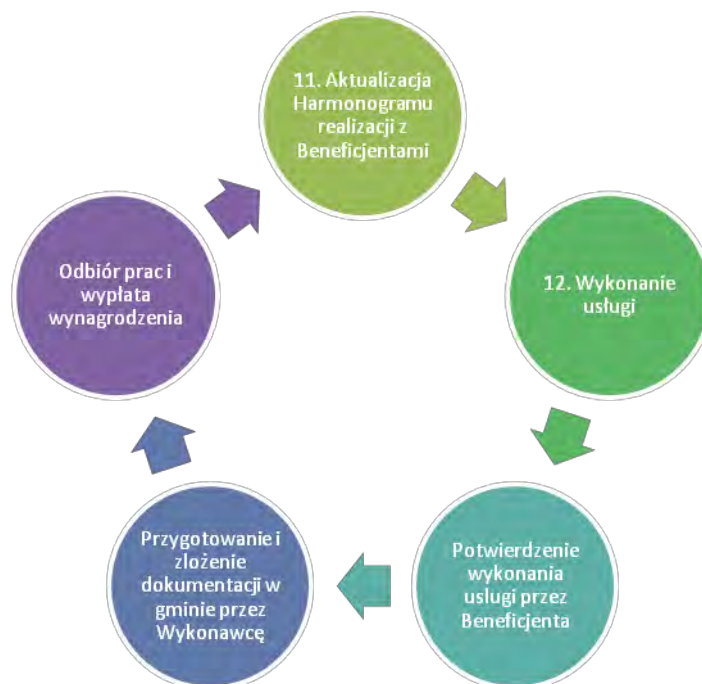 11. Aktualizacja
Harmonogramu
realizacji z
Beneficjentami
12. Wykonanie
usługi
Potwierdzenie
wykonania
usługi przez
Beneficjenta
Przygotowanie i
złożenie
dokumentacji w
gminie przez
Wykonawcę
Odbiór prac i
wypłata
wynagrodzenia